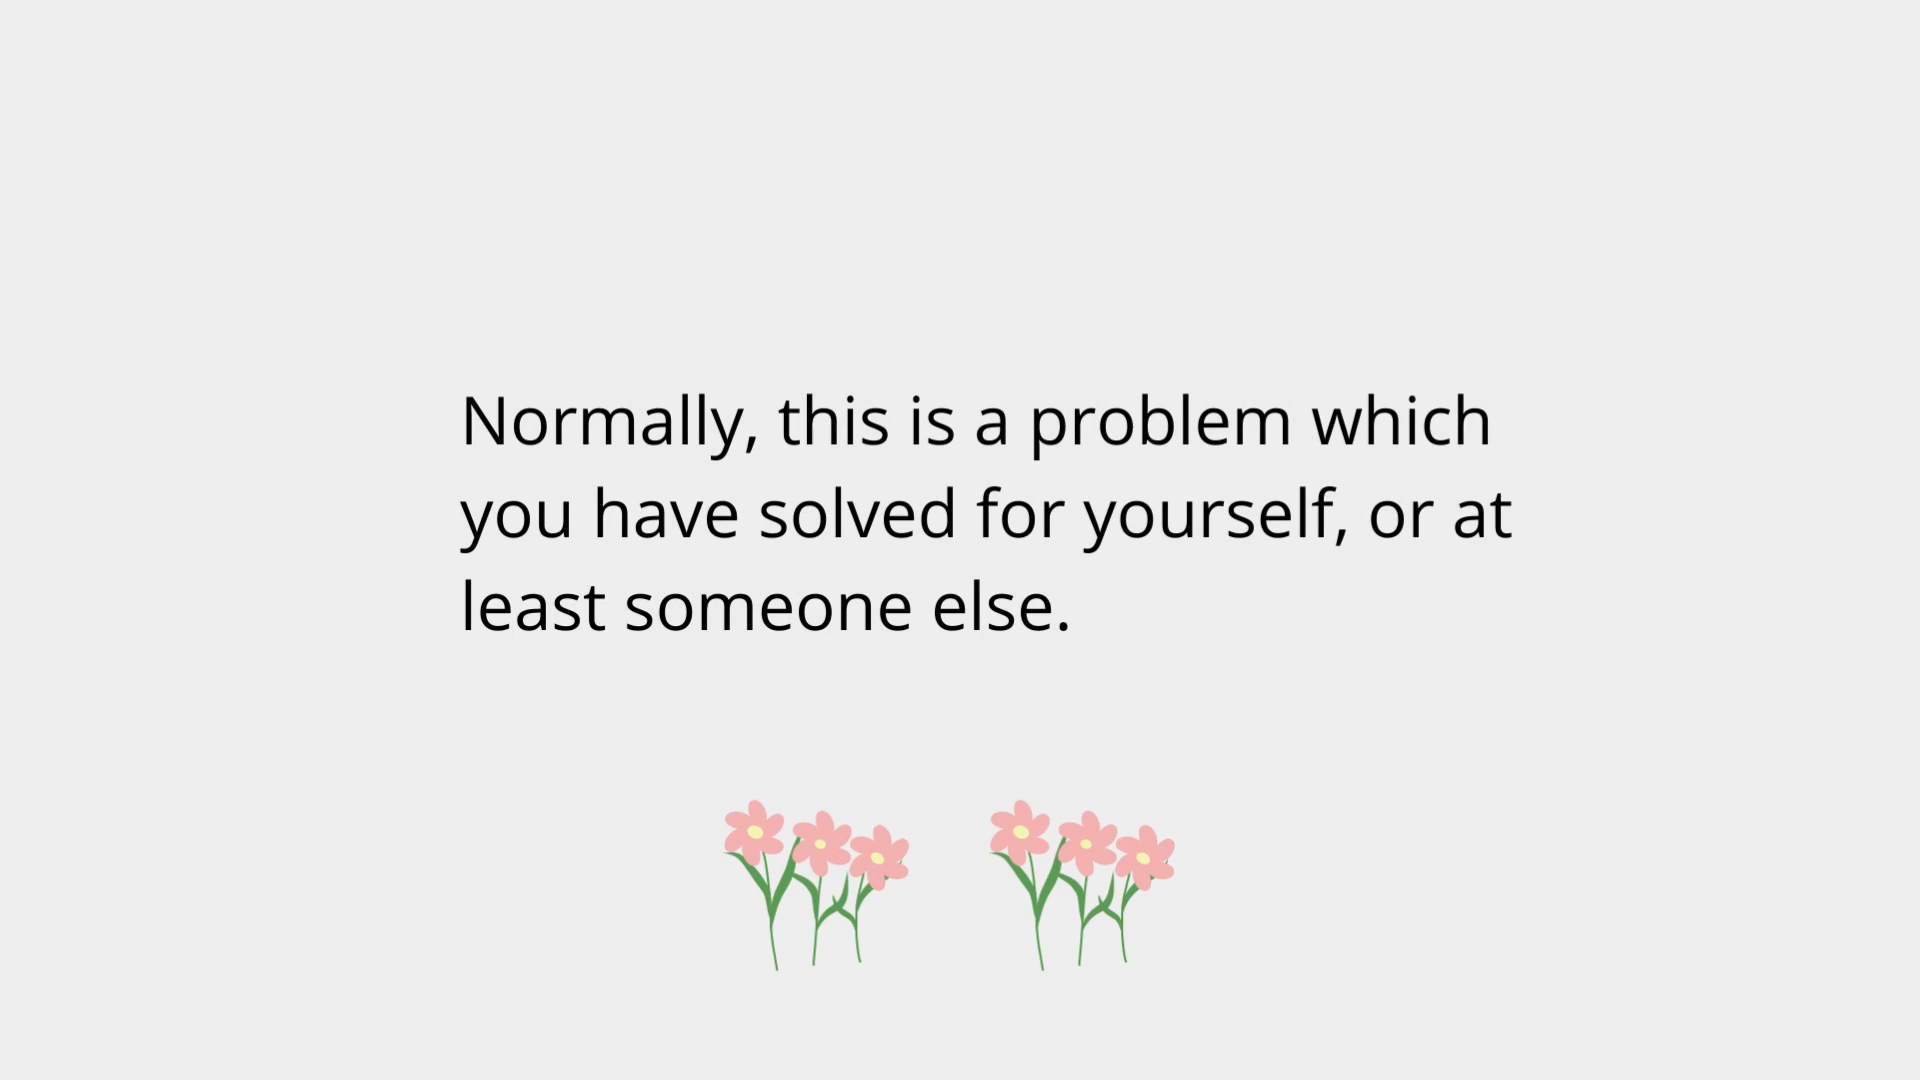 Normally, this is a problem which
you have solved for yourself, or at
least someone else.